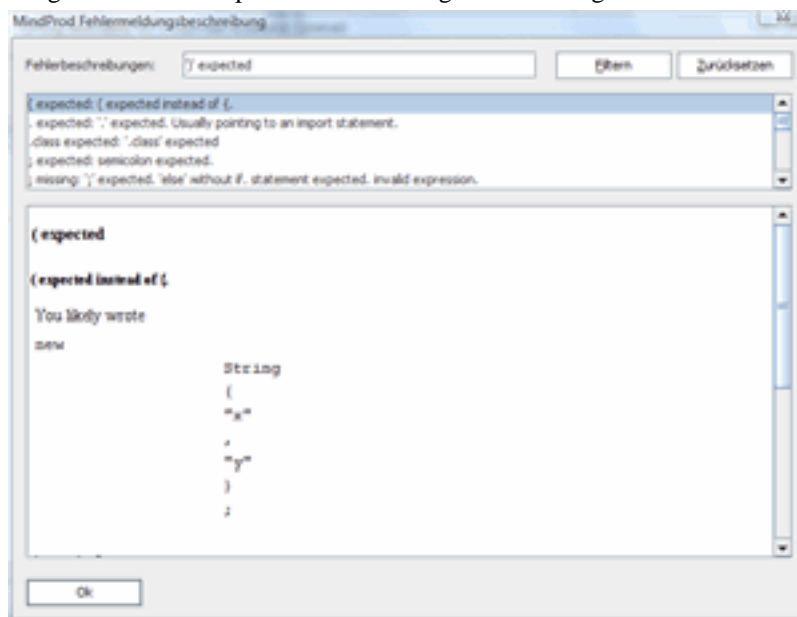 MindProd Fehlermeldungsbeschreibung
Fehlerbeschreibungen: ')' expected Filtern Zurücksetzen
( expected: ( expected instead of {.
. expected: '.' expected. Usually pointing to an import statement.
.class expected: '.class' expected
; expected: semicolon expected.
; missing: ';' expected. 'else' without if. statement expected. invalid expression.
( expected
( expected instead of {.
You likely wrote
new
String
"x"
,
"y"
;
Ok